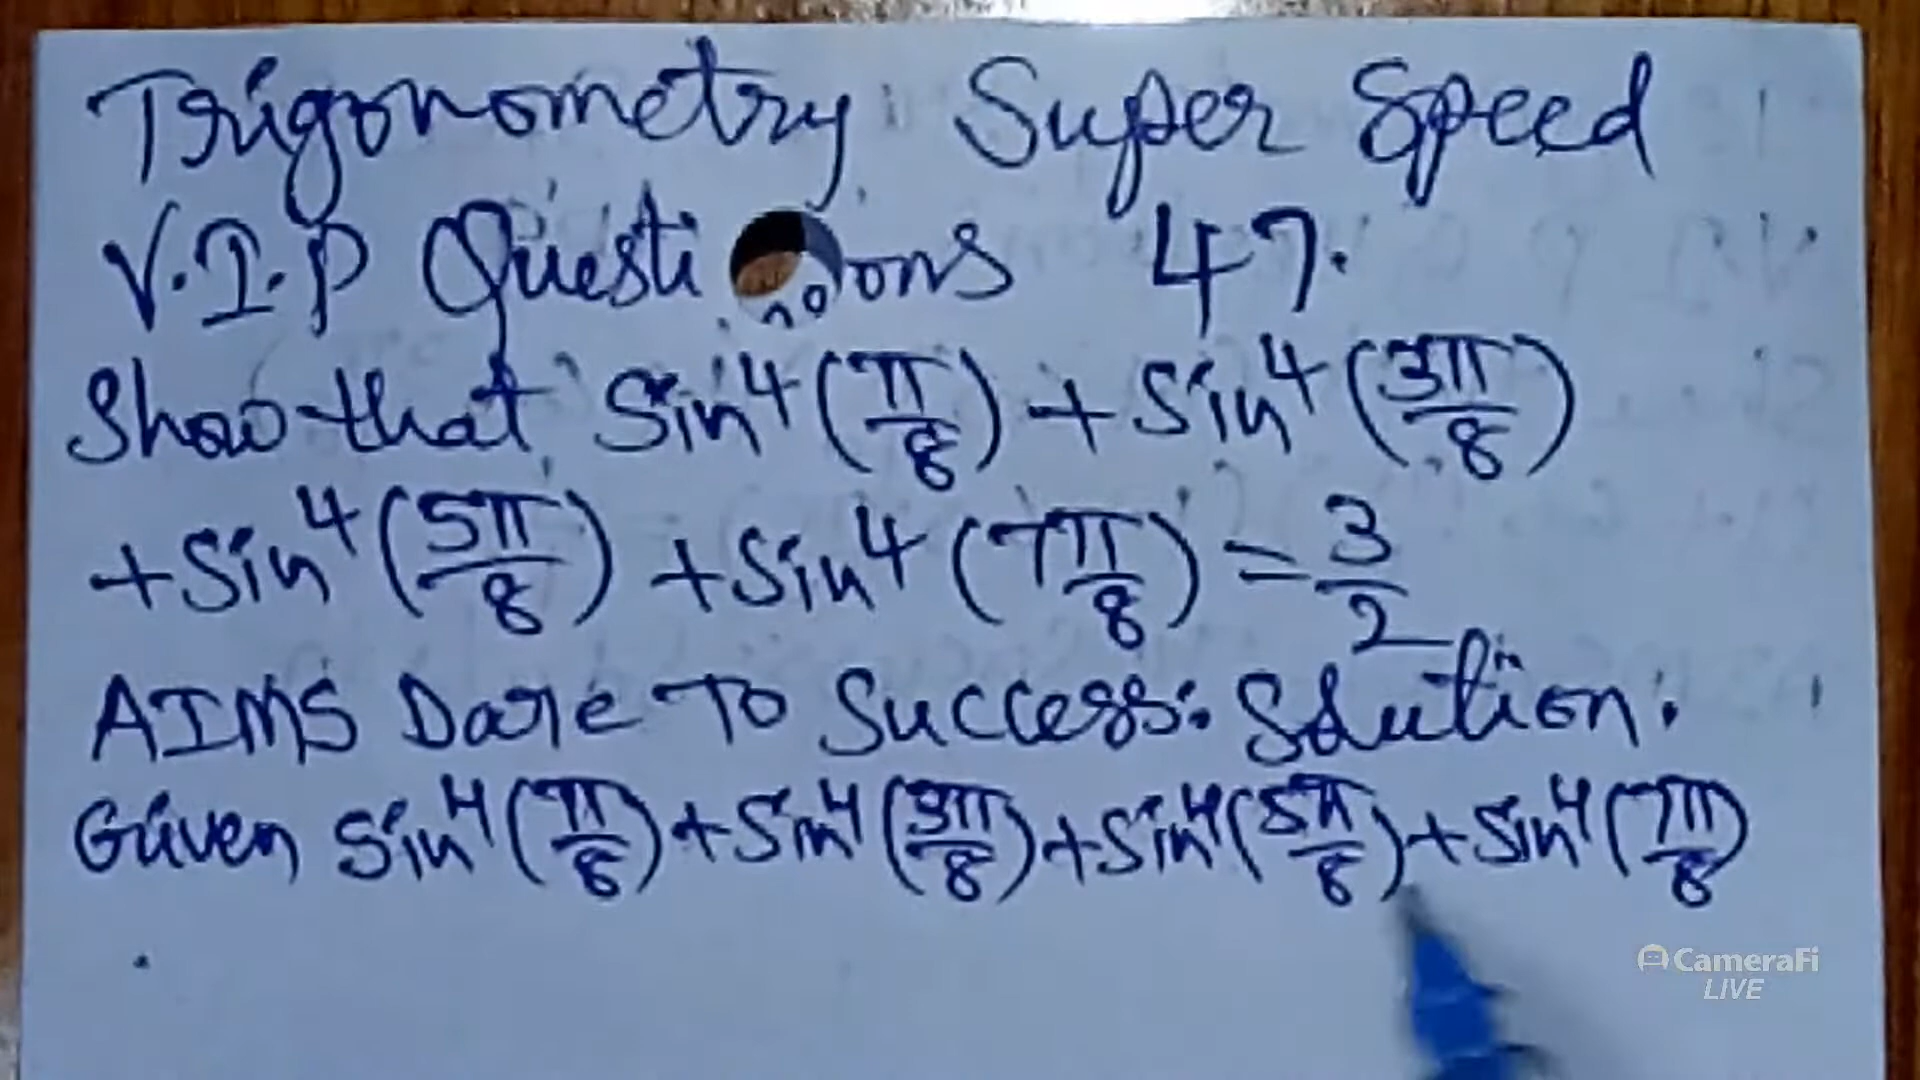 Trigonometry Super Speed
V.I.P Questions 47.
Show that Sin⁴(π/8) + Sin⁴(3π/8)
+ Sin⁴(5π/8) + Sin⁴(7π/8) = 3/2
AIMS Dare To Success: Solution.
Given Sin⁴(π/8) + Sin⁴(3π/8) + Sin⁴(5π/8) + Sin⁴(7π/8)
CameraFi
LIVE